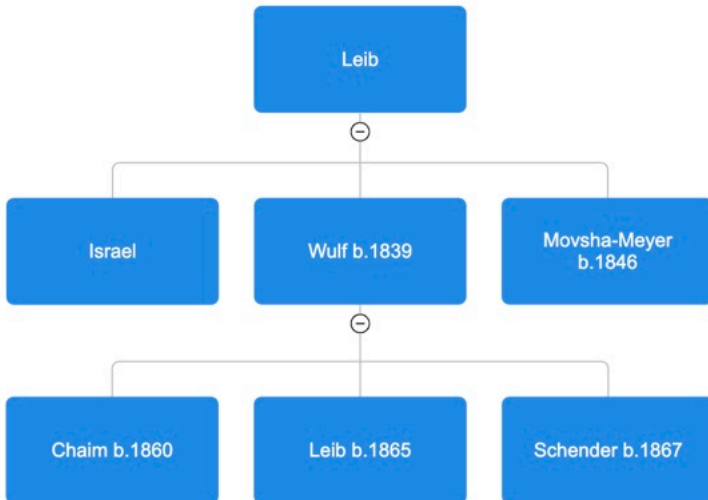 Leib
Israel
Wulf b.1839
Movsha-Meyer
b.1846
Chaim b.1860
Leib b.1865
Schender b.1867